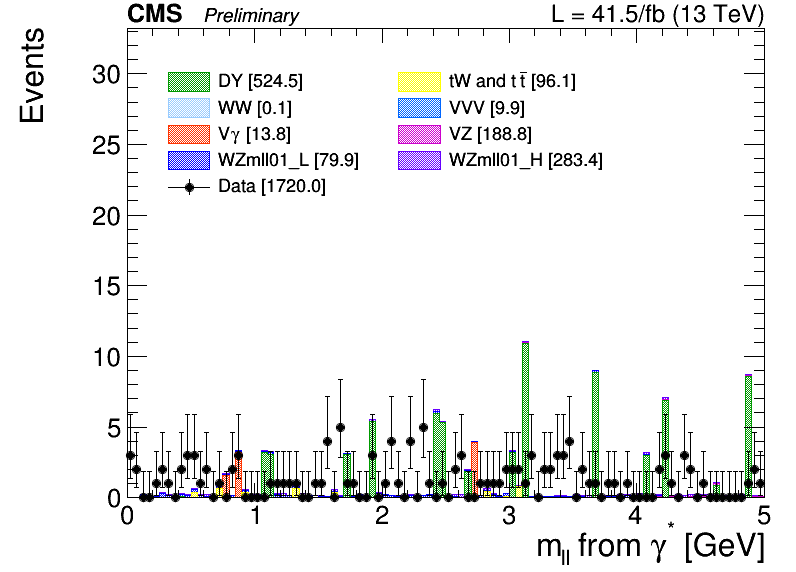 CMS Preliminary L = 41.5/fb (13 TeV)
Events
DY [524.5] tW and tt̅ [96.1]
WW [0.1] VVV [9.9]
Vγ [13.8] VZ [188.8]
WZmll01_L [79.9] WZmll01_H [283.4]
Data [1720.0]
30
25
20
15
10
5
0
0 1 2 3 4 5
m_ll from γ* [GeV]